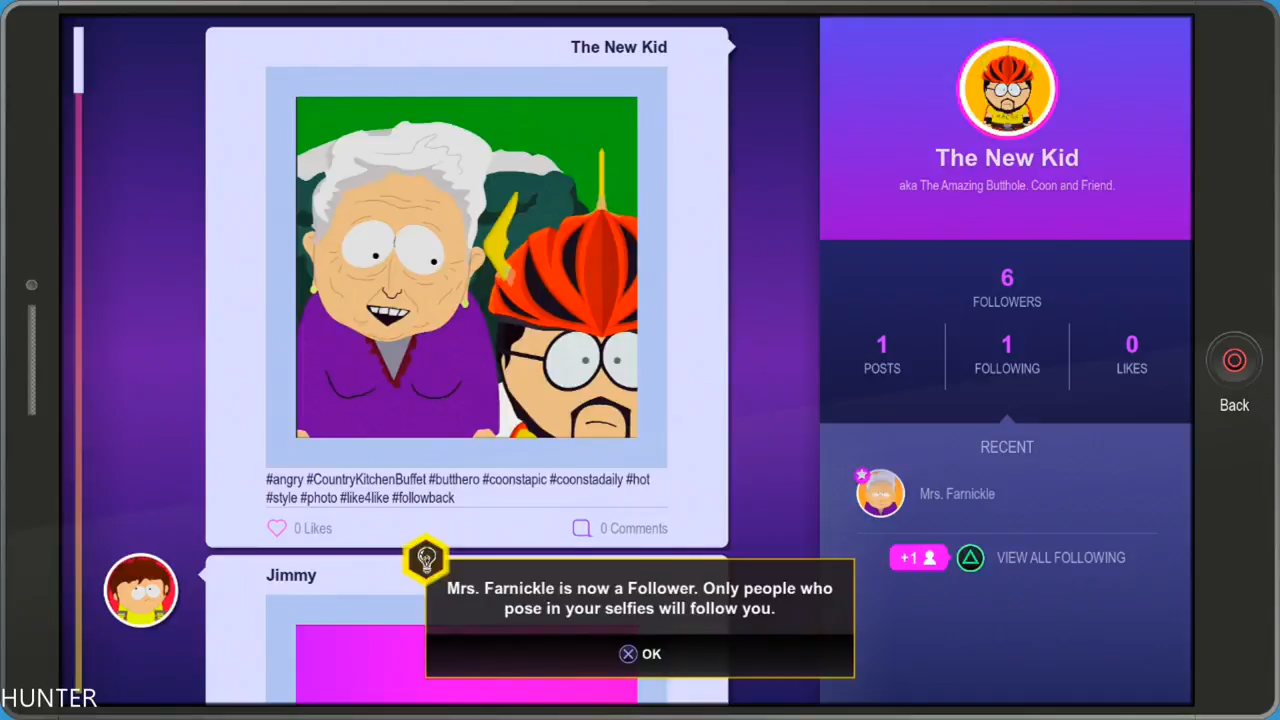 The New Kid
#angry #CountryKitchenBuffet #butthero #coonstapic #coonstadaily #hot
#style #photo #like4like #followback
0 Likes
0 Comments
Jimmy
Mrs. Farnickle is now a Follower. Only people who
pose in your selfies will follow you.
OK
The New Kid
aka The Amazing Butthole. Coon and Friend.
6
FOLLOWERS
1
POSTS
1
FOLLOWING
0
LIKES
RECENT
Mrs. Farnickle
+1
VIEW ALL FOLLOWING
Back
HUNTER